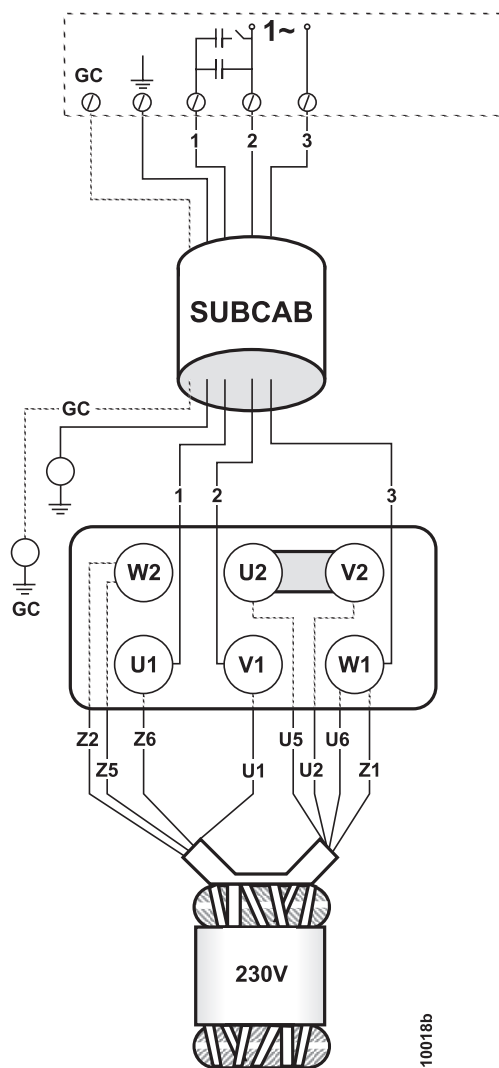 1~
GC
1 2 3
SUBCAB
GC
1 2 3
W2 U2 V2
GC
U1 V1 W1
Z2 Z6 U5 U6
Z5 U1 U2 Z1
230V
10018b